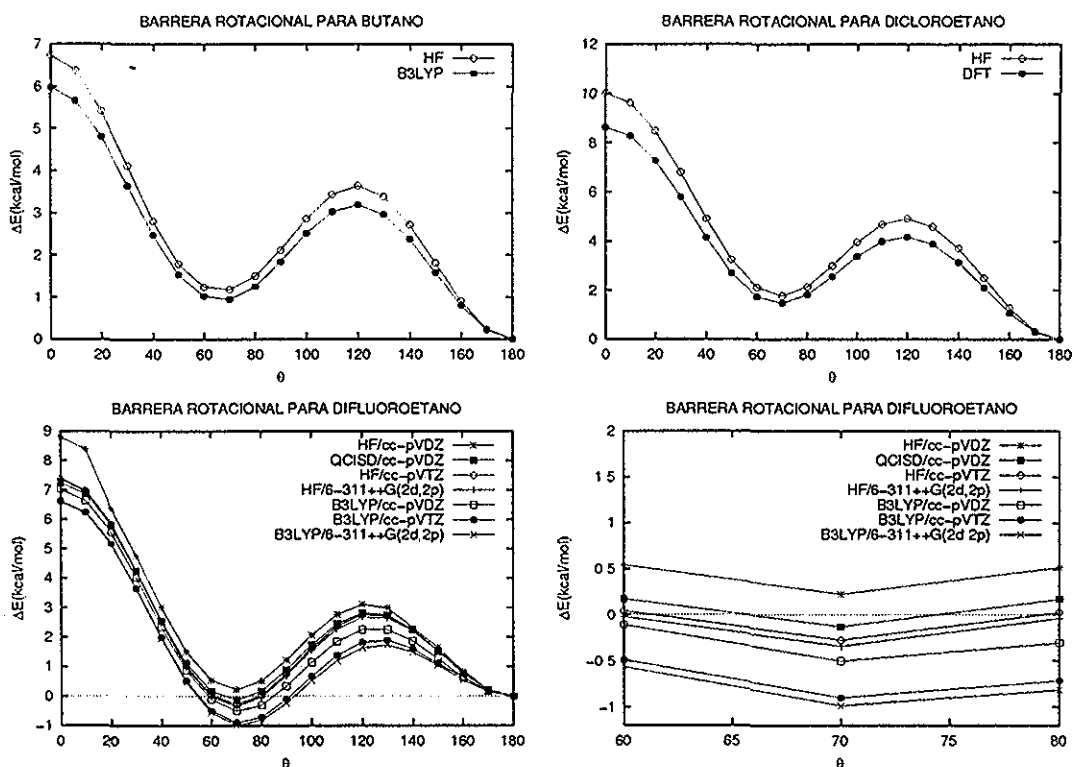 BARRERA ROTACIONAL PARA BUTANO
7
6
5
4
3
2
1
0
ΔE(kcal/mol)
HF
B3LYP
0 20 40 60 80 100 120 140 160 180
θ
BARRERA ROTACIONAL PARA DICLOROETANO
12
10
8
6
4
2
0
ΔE(kcal/mol)
HF
DFT
0 20 40 60 80 100 120 140 160 180
θ
BARRERA ROTACIONAL PARA DIFLUOROETANO
9
8
7
6
5
4
3
2
1
0
-1
ΔE(kcal/mol)
HF/cc-pVDZ
QCISD/cc-pVDZ
HF/cc-pVTZ
HF/6-311++G(2d,2p)
B3LYP/cc-pVDZ
B3LYP/cc-pVTZ
B3LYP/6-311++G(2d,2p)
0 20 40 60 80 100 120 140 160 180
θ
BARRERA ROTACIONAL PARA DIFLUOROETANO
2
1.5
1
0.5
0
-0.5
-1
ΔE(kcal/mol)
HF/cc-pVDZ
QCISD/cc-pVDZ
HF/cc-pVTZ
HF/6-311++G(2d,2p)
B3LYP/cc-pVDZ
B3LYP/cc-pVTZ
B3LYP/6-311++G(2d 2p)
60 65 70 75 80
θ